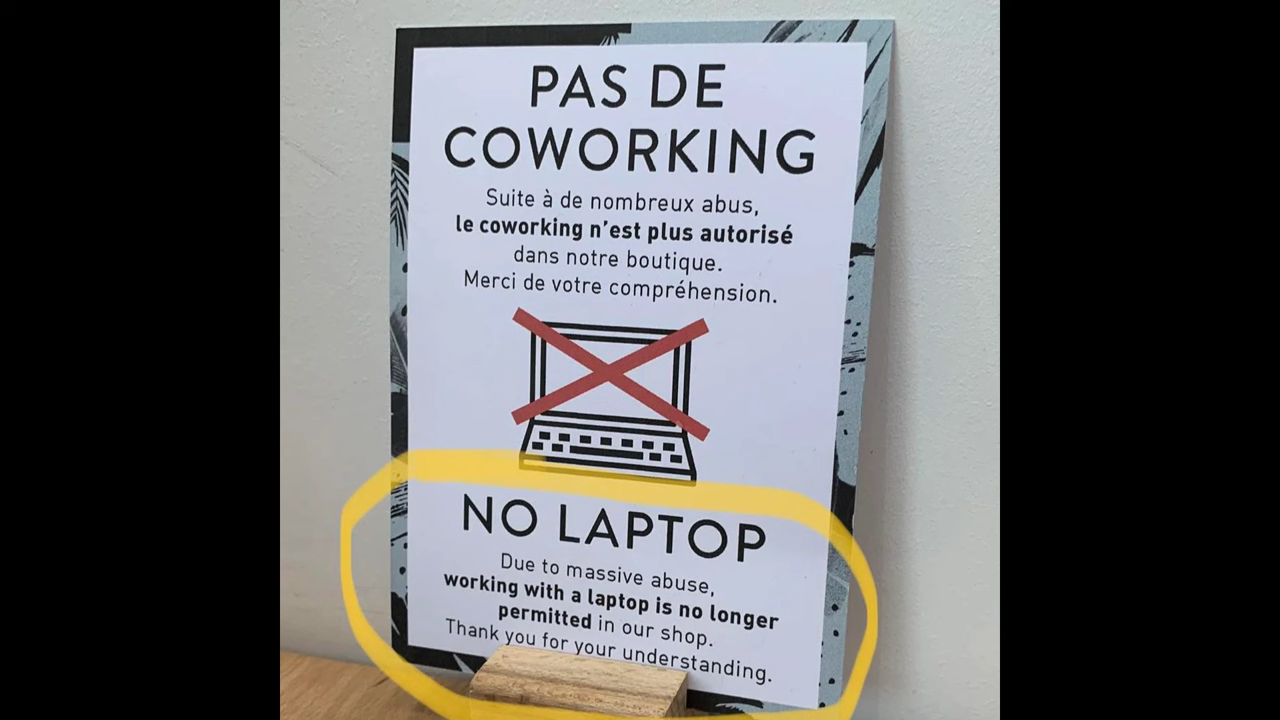 PAS DE
COWORKING
Suite à de nombreux abus,
le coworking n'est plus autorisé
dans notre boutique.
Merci de votre compréhension.
NO LAPTOP
Due to massive abuse,
working with a laptop is no longer
permitted in our shop.
Thank you for your understanding.